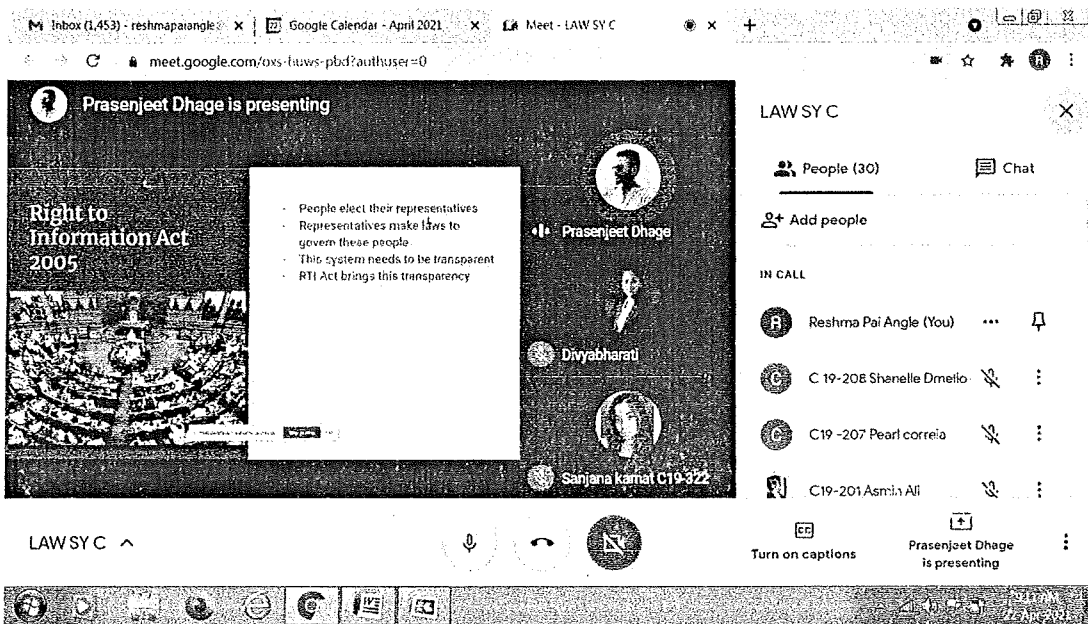 Inbox (1,453) - reshmapaiangle
Google Calendar - April 2021
Meet - LAW SY C
meet.google.com/oxs-huws-pbd?authuser=0
Prasenjeet Dhage is presenting
Right to
Information Act
2005
- People elect their representatives
- Representatives make laws to
govern these people
- This system needs to be transparent
- RTI Act brings this transparency
Prasenjeet Dhage
Divyabharati
Sanjana kamat C19-322
LAW SY C
People (30)
Chat
Add people
IN CALL
Reshma Pai Angle (You)
C 19-208 Shanelle Dmello
C19 -207 Pearl correia
C19-201 Asmin Ali
LAW SY C
Turn on captions
Prasenjeet Dhage
is presenting